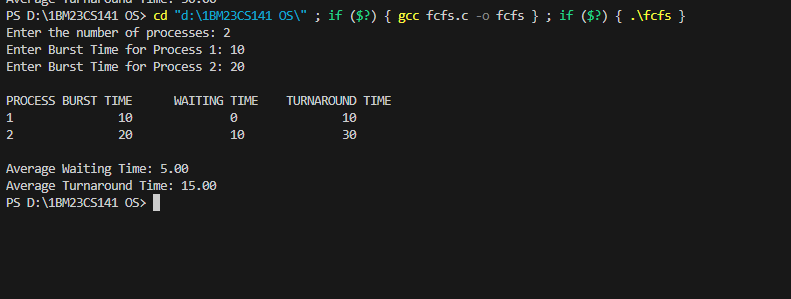 Average Turnaround Time: 30.00
PS D:\1BM23CS141 OS> cd "d:\1BM23CS141 OS\" ; if ($?) { gcc fcfs.c -o fcfs } ; if ($?) { .\fcfs }
Enter the number of processes: 2
Enter Burst Time for Process 1: 10
Enter Burst Time for Process 2: 20
PROCESS BURST TIME WAITING TIME TURNAROUND TIME
1 10 0 10
2 20 10 30
Average Waiting Time: 5.00
Average Turnaround Time: 15.00
PS D:\1BM23CS141 OS>